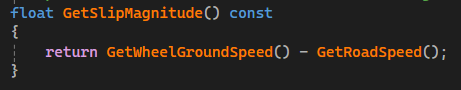 float GetSlipMagnitude() const
{
    return GetWheelGroundSpeed() - GetRoadSpeed();
}